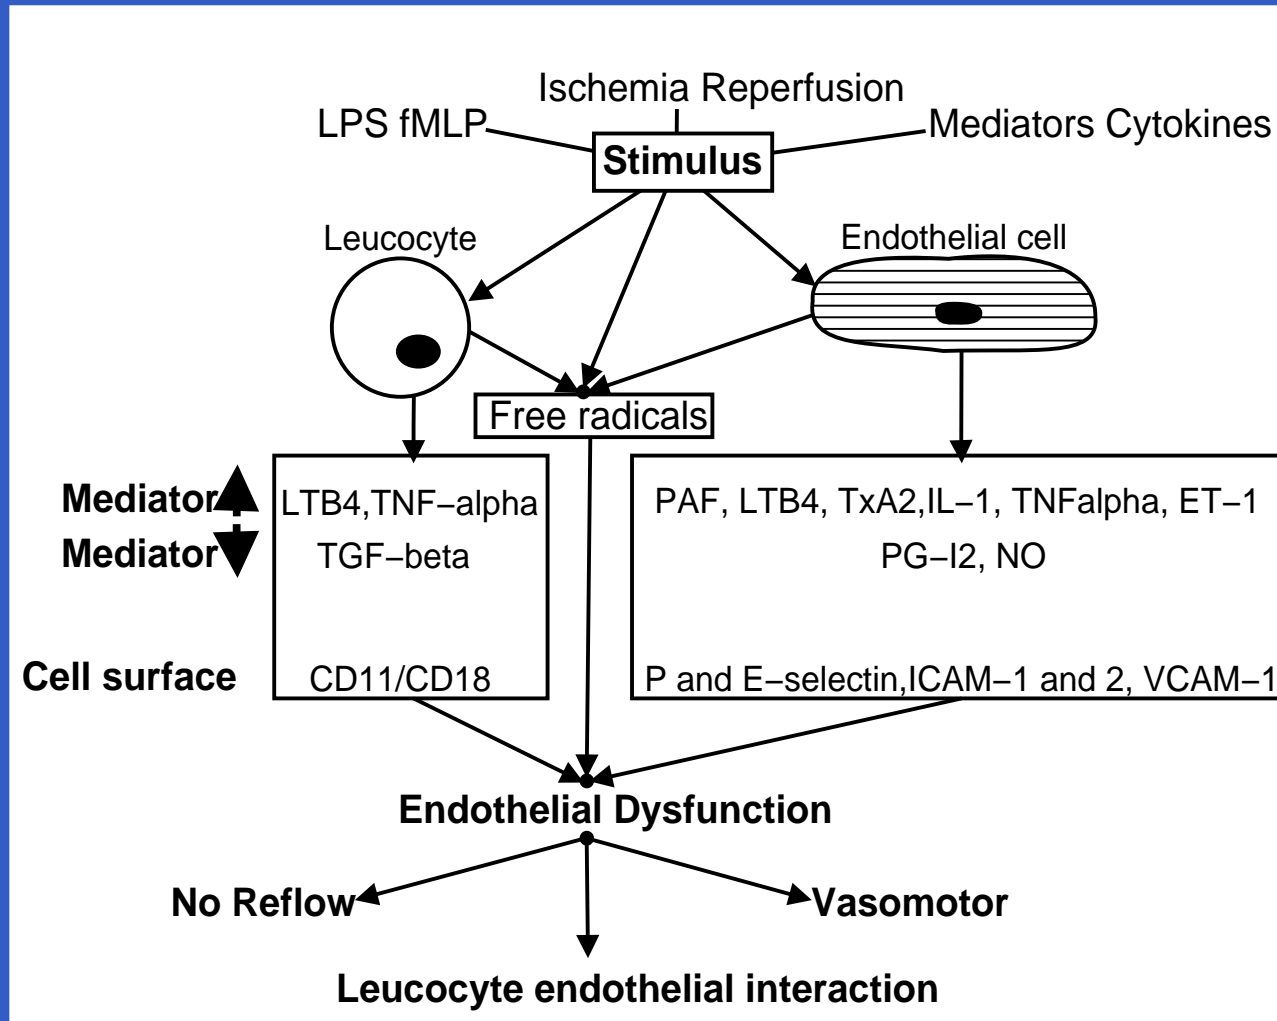 Ischemia Reperfusion
LPS fMLP
Mediators Cytokines
Stimulus
Leucocyte
Endothelial cell
Free radicals
Mediator
LTB4,TNF−alpha
PAF, LTB4, TxA2,IL−1, TNFalpha, ET−1
Mediator
TGF−beta
PG−I2, NO
Cell surface
CD11/CD18
P and E−selectin,ICAM−1 and 2, VCAM−1
Endothelial Dysfunction
No Reflow
Vasomotor
Leucocyte endothelial interaction